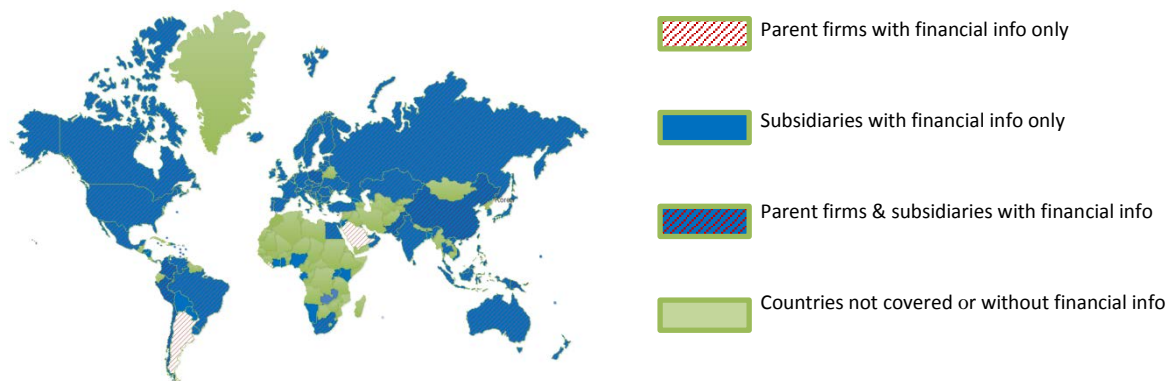 Parent firms with financial info only
Subsidiaries with financial info only
Parent firms & subsidiaries with financial info
Countries not covered or without financial info